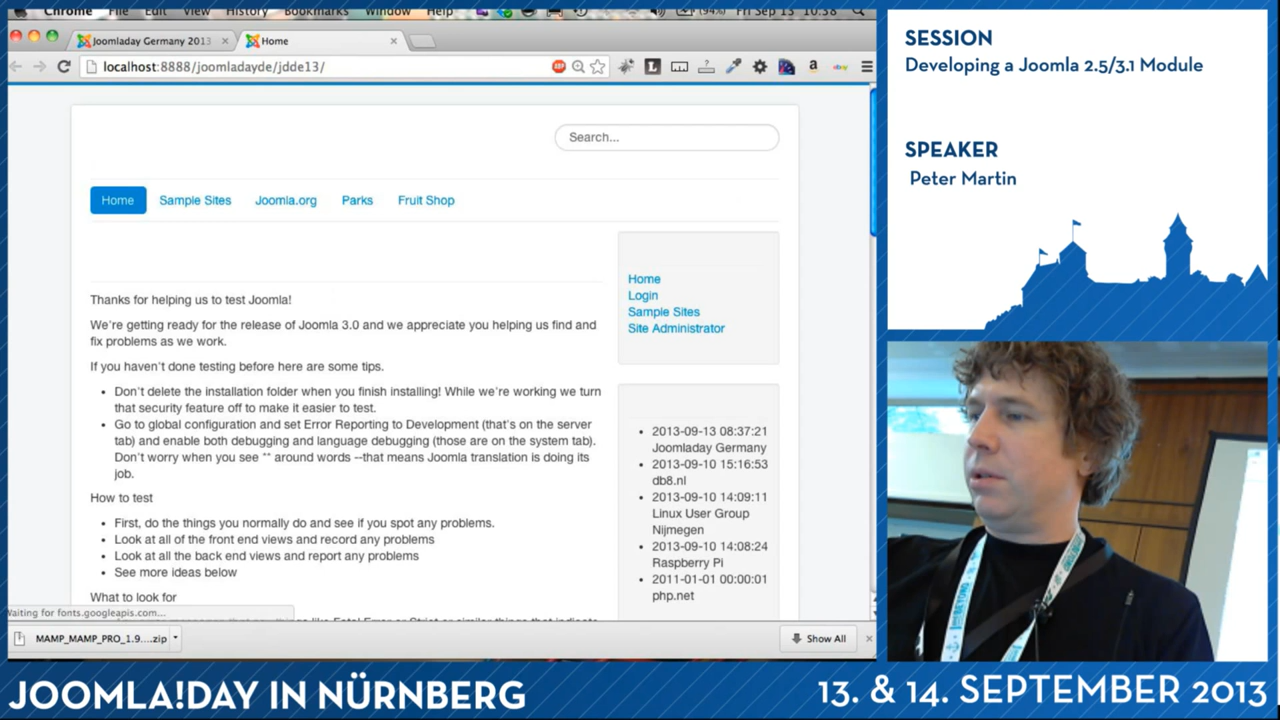 Chrome File Edit View History Bookmarks Window Help (94%) Fri Sep 13 10:38
Joomladay Germany 2013
Home
localhost:8888/joomladayde/jdde13/
Search...
Home
Sample Sites
Joomla.org
Parks
Fruit Shop
Thanks for helping us to test Joomla!
We're getting ready for the release of Joomla 3.0 and we appreciate you helping us find and
fix problems as we work.
If you haven't done testing before here are some tips.
Don't delete the installation folder when you finish installing! While we're working we turn
that security feature off to make it easier to test.
Go to global configuration and set Error Reporting to Development (that's on the server
tab) and enable both debugging and language debugging (those are on the system tab).
Don't worry when you see ** around words --that means Joomla translation is doing its
job.
How to test
First, do the things you normally do and see if you spot any problems.
Look at all of the front end views and record any problems
Look at all the back end views and report any problems
See more ideas below
What to look for
Home
Login
Sample Sites
Site Administrator
2013-09-13 08:37:21
Joomladay Germany
2013-09-10 15:16:53
db8.nl
2013-09-10 14:09:11
Linux User Group
Nijmegen
2013-09-10 14:08:24
Raspberry Pi
2011-01-01 00:00:01
php.net
Waiting for fonts.googleapis.com...
MAMP_MAMP_PRO_1.9....zip
Show All
SESSION
Developing a Joomla 2.5/3.1 Module
SPEAKER
Peter Martin
JOOMLA!DAY IN NÜRNBERG
13. & 14. SEPTEMBER 2013